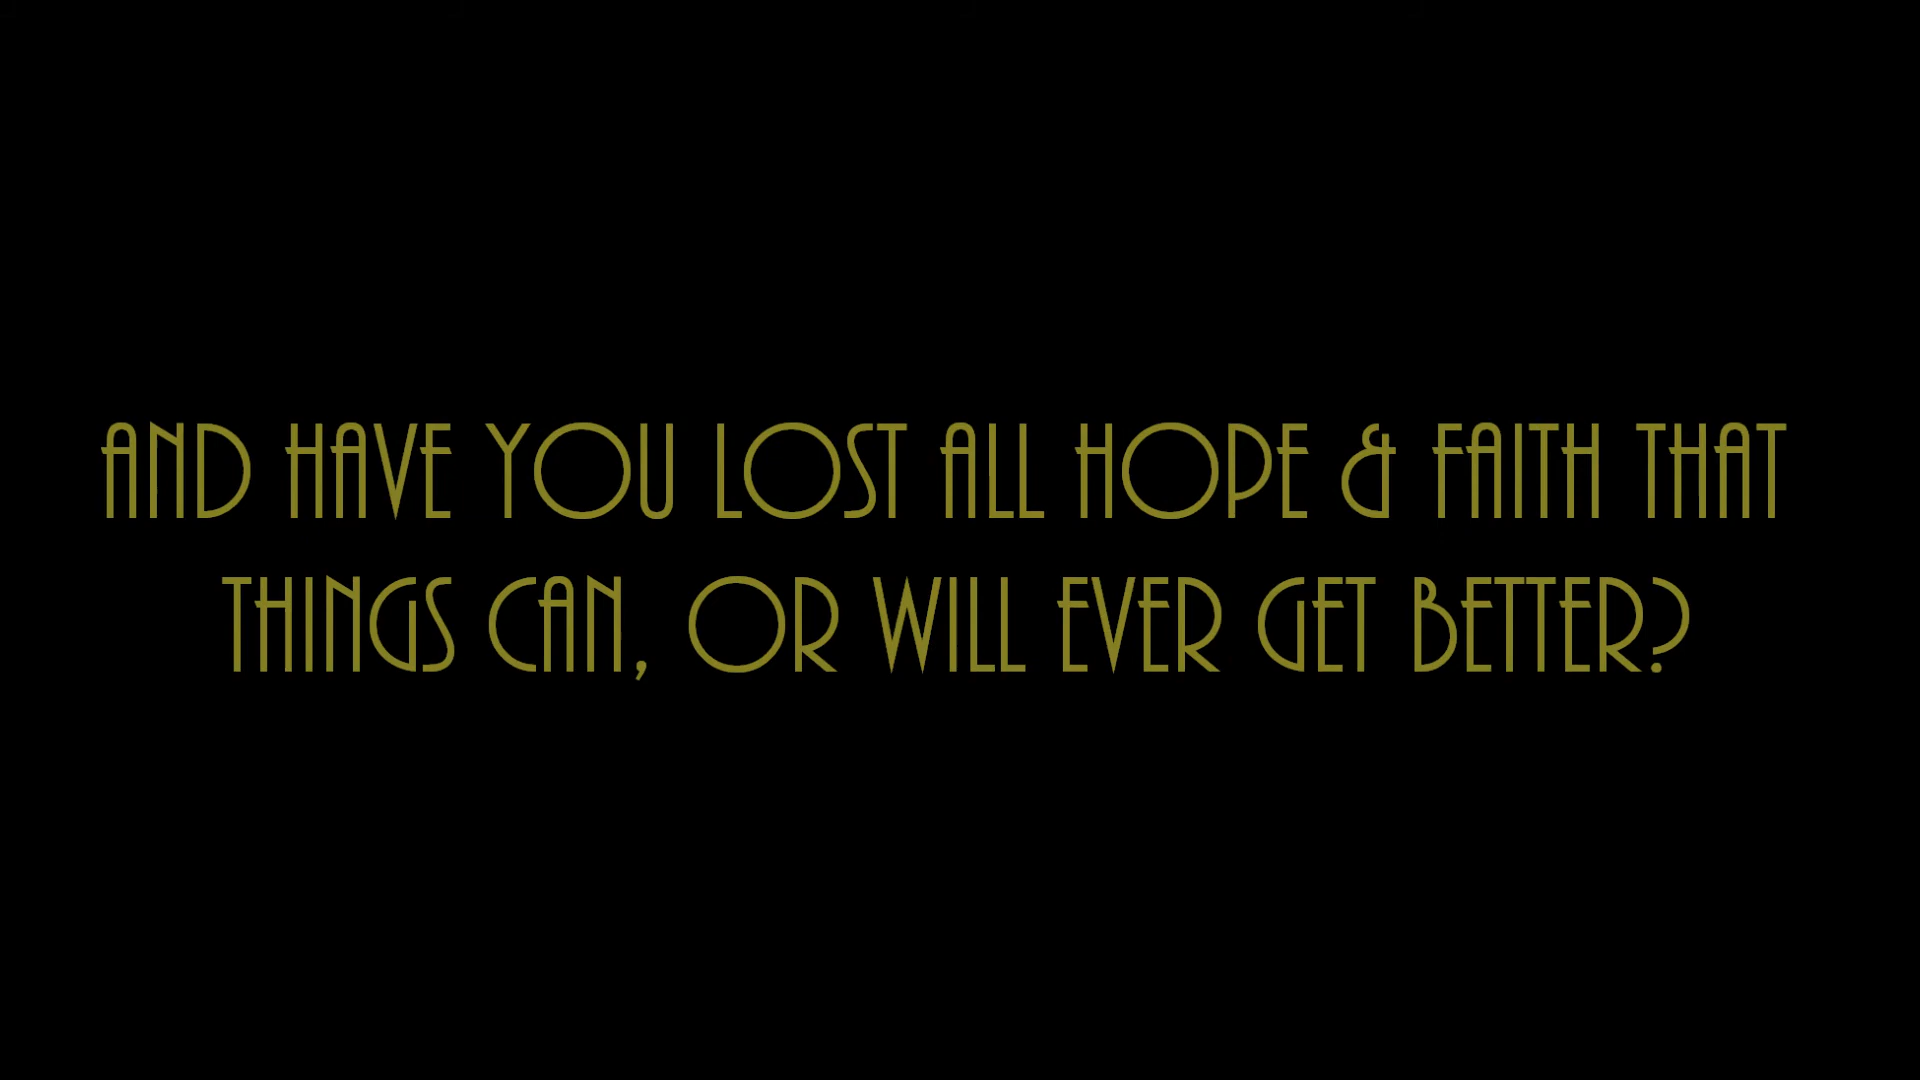 AND HAVE YOU LOST ALL HOPE & FAITH THAT
THINGS CAN, OR WILL EVER GET BETTER?